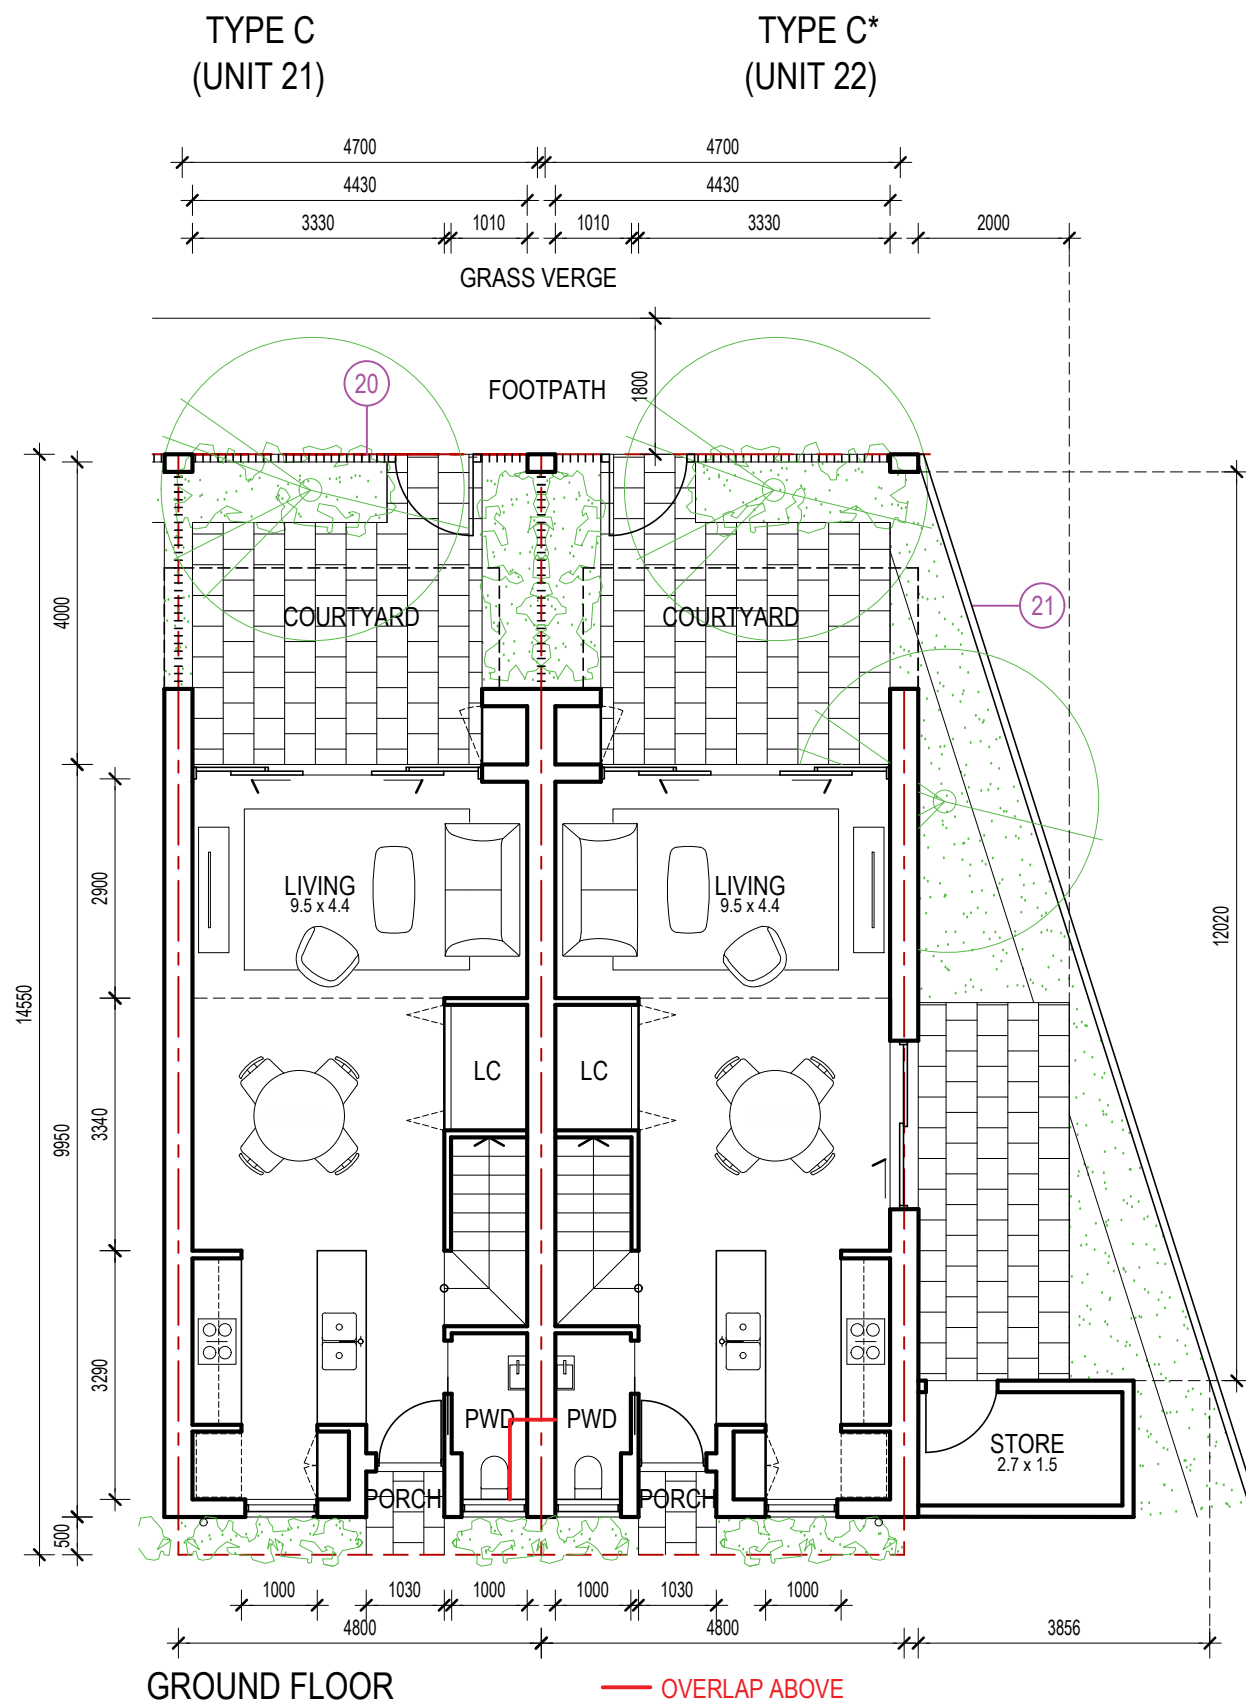 TYPE C
(UNIT 21)
TYPE C*
(UNIT 22)
4700
4700
4430
4430
3330
1010
1010
3330
2000
GRASS VERGE
20
FOOTPATH
1800
21
COURTYARD
COURTYARD
4000
2900
14550
9950
3340
3290
500
12020
LIVING
9.5 x 4.4
LIVING
9.5 x 4.4
LC
LC
PWD
PWD
STORE
2.7 x 1.5
PORCH
PORCH
1000
1030
1000
1000
1030
1000
4800
4800
3856
GROUND FLOOR
OVERLAP ABOVE